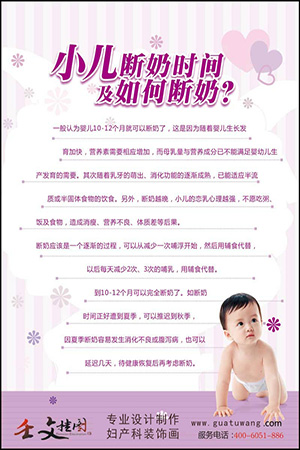 小儿断奶时间
及如何断奶?
一般认为婴儿10-12个月就可以断奶了,这是因为随着婴儿生长发
育加快,营养素需要相应增加,而母乳量与营养成分已不能满足婴幼儿生
产发育的需要。其次随着乳牙的萌出、消化功能的逐渐成熟,已能适应半流
质或半固体食物的饮食。另外,断奶越晚,小儿的恋乳心理越强,不愿吃粥、
饭及食物,造成消瘦、营养不良、体质差等后果。
断奶应该是一个逐渐的过程,可以从减少一次哺浮开始,然后用辅食代替,
以后每天减少2次、3次的哺乳,用辅食代替。
到10-12个月可以完全断奶了。如断奶
时间正好遭到夏季,可以推迟到秋季,
因夏季断奶容易发生消化不良或腹泻病,也可以
延迟几天,待健康恢复后再考虑断奶。
壬文挂图
专业设计制作
妇产科装饰画
www.guatuwang.com
服务电话:400-6051-886